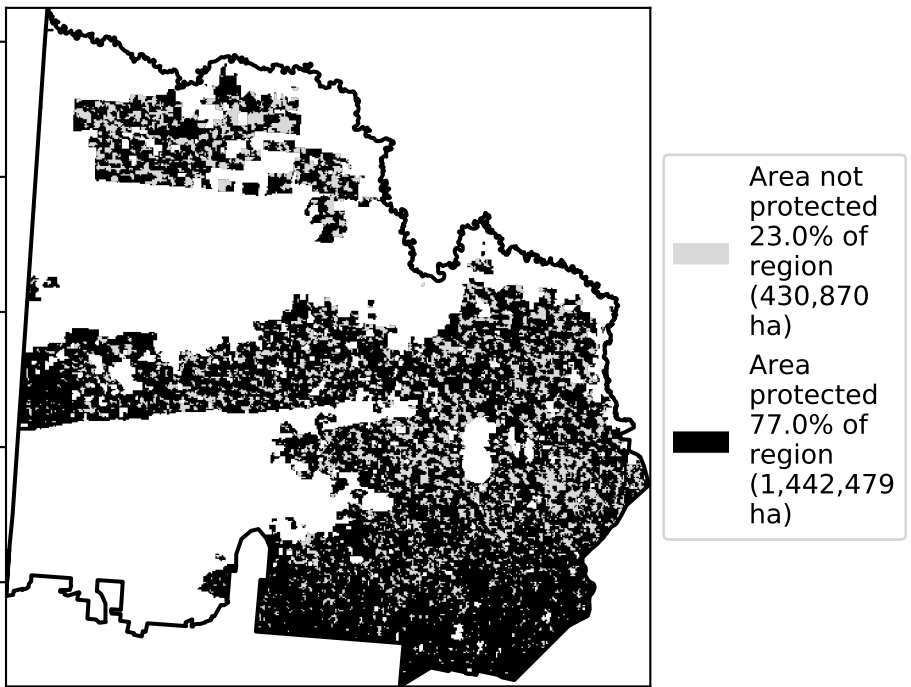 Area not
protected
23.0% of
region
(430,870
ha)
Area
protected
77.0% of
region
(1,442,479
ha)